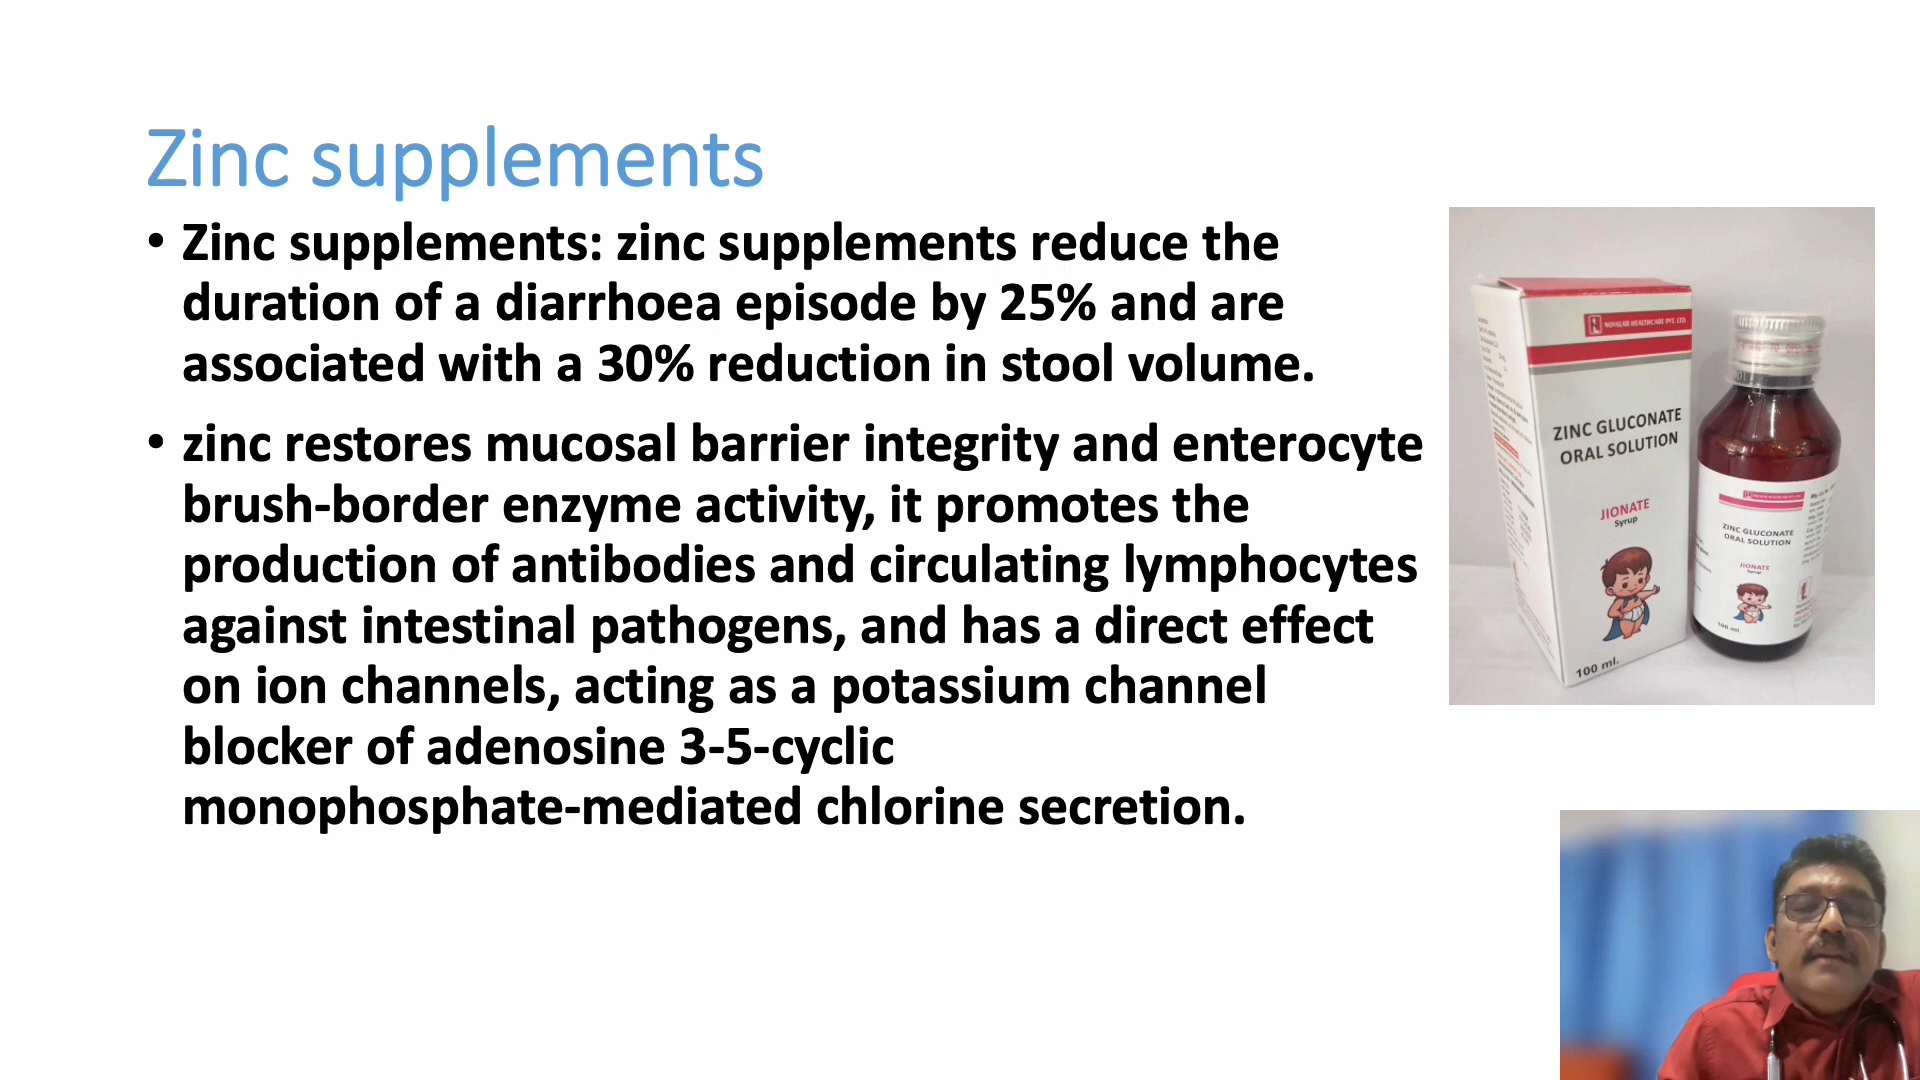 Zinc supplements
• Zinc supplements: zinc supplements reduce the
duration of a diarrhoea episode by 25% and are
associated with a 30% reduction in stool volume.
• zinc restores mucosal barrier integrity and enterocyte
brush-border enzyme activity, it promotes the
production of antibodies and circulating lymphocytes
against intestinal pathogens, and has a direct effect
on ion channels, acting as a potassium channel
blocker of adenosine 3-5-cyclic
monophosphate-mediated chlorine secretion.
NOVALAB HEALTHCARE PVT. LTD.
ZINC GLUCONATE
ORAL SOLUTION
JIONATE
Syrup
100 ml.
ZINC GLUCONATE
ORAL SOLUTION
JIONATE
Syrup
100 ml.